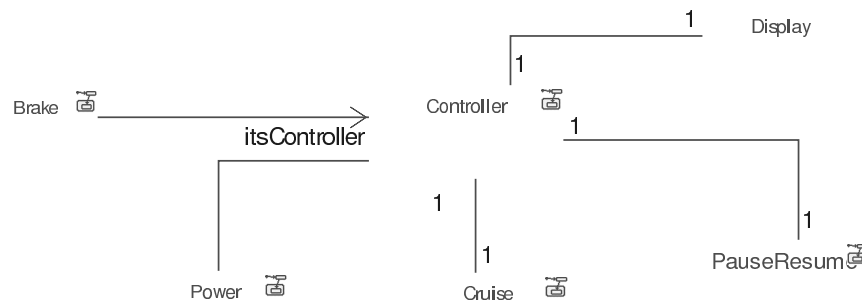 1
Display
1
Brake
Controller
itsController
1
1
1
1
PauseResume
Power
Cruise